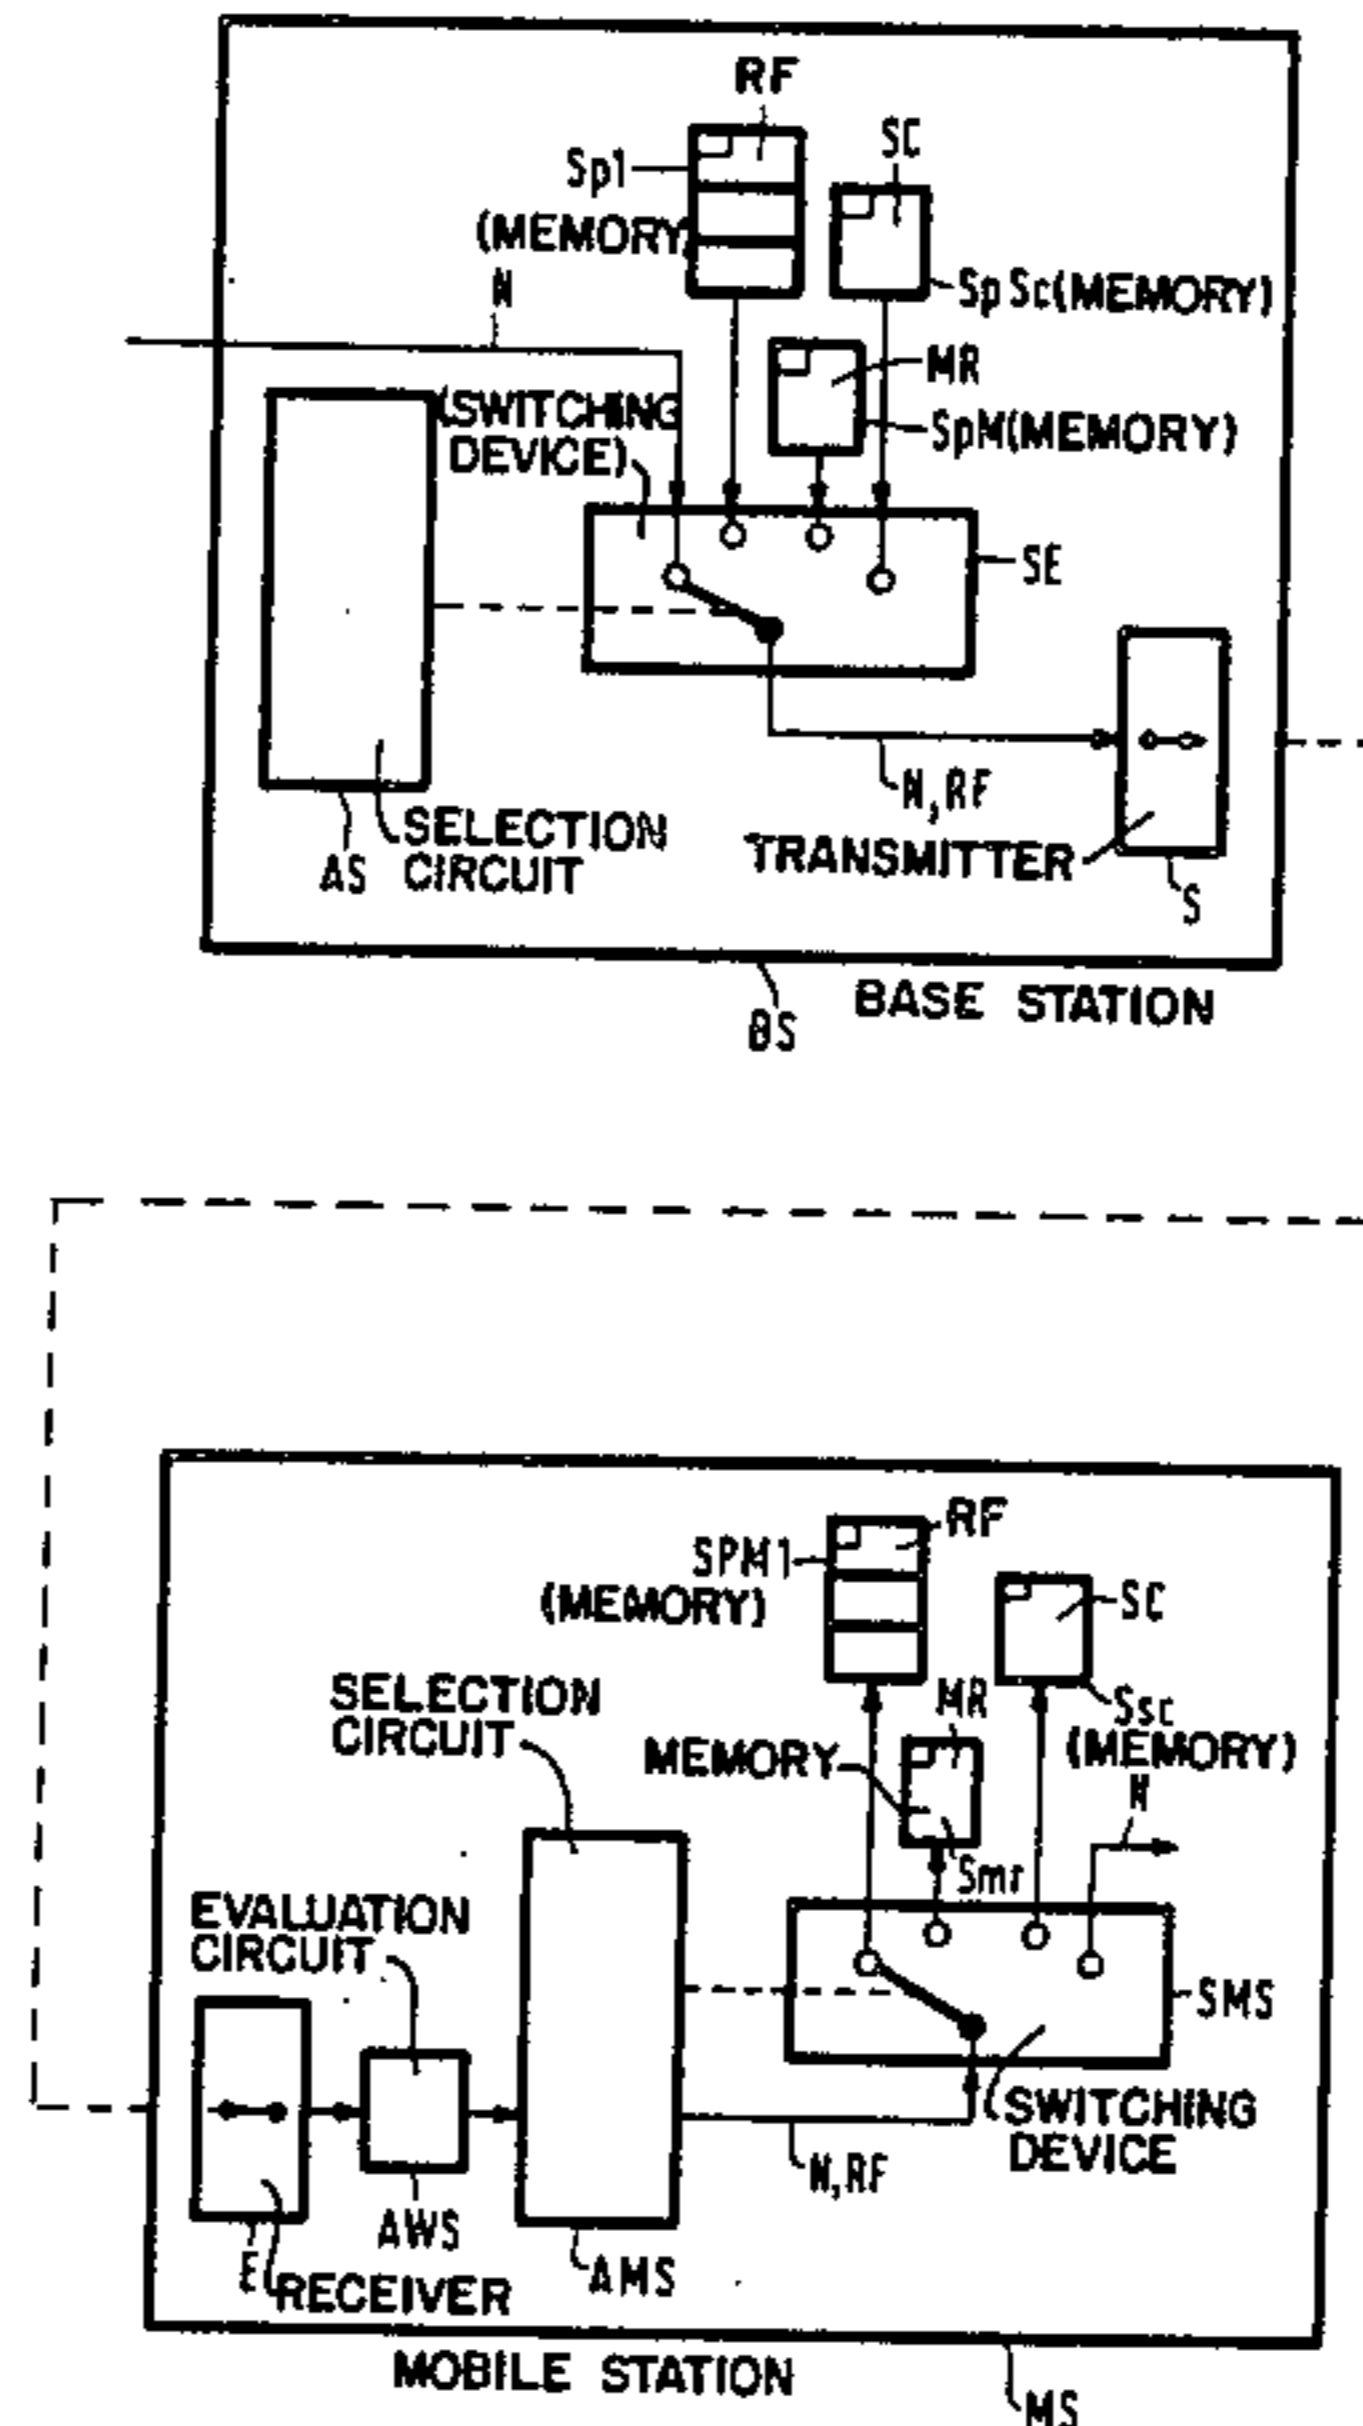 RF
SC
Sp1
(MEMORY)
N
SpSc(MEMORY)
MR
(SWITCHING
DEVICE)
SpM(MEMORY)
SE
N,RF
SELECTION
CIRCUIT
AS
TRANSMITTER
S
BASE STATION
BS
RF
SPM1
(MEMORY)
SC
SELECTION
CIRCUIT
MR
Ssc
(MEMORY)
MEMORY
N
Smr
EVALUATION
CIRCUIT
SMS
SWITCHING
DEVICE
N,RF
AWS
E
RECEIVER
AMS
MOBILE STATION
MS